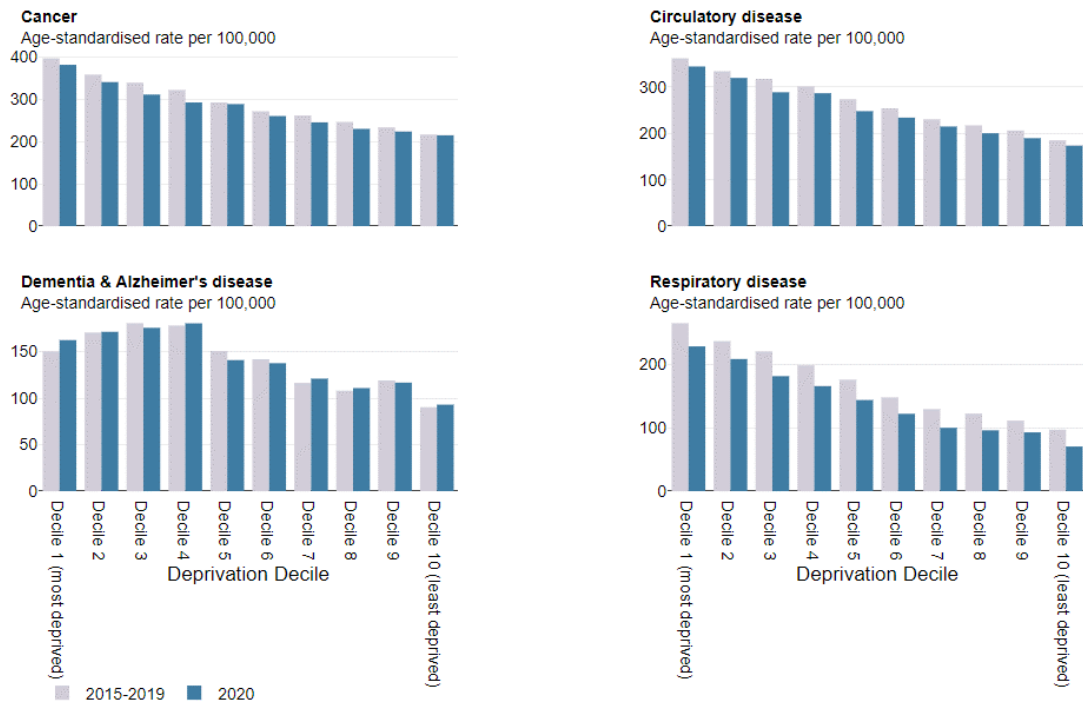 Cancer
Age-standardised rate per 100,000
400
300
200
100
0
Circulatory disease
Age-standardised rate per 100,000
300
200
100
0
Dementia & Alzheimer's disease
Age-standardised rate per 100,000
150
100
50
0
Decile 1 (most deprived)
Decile 2
Decile 3
Decile 4
Decile 5
Decile 6
Decile 7
Decile 8
Decile 9
Decile 10 (least deprived)
Deprivation Decile
Respiratory disease
Age-standardised rate per 100,000
200
100
0
Decile 1 (most deprived)
Decile 2
Decile 3
Decile 4
Decile 5
Decile 6
Decile 7
Decile 8
Decile 9
Decile 10 (least deprived)
Deprivation Decile
2015-2019
2020